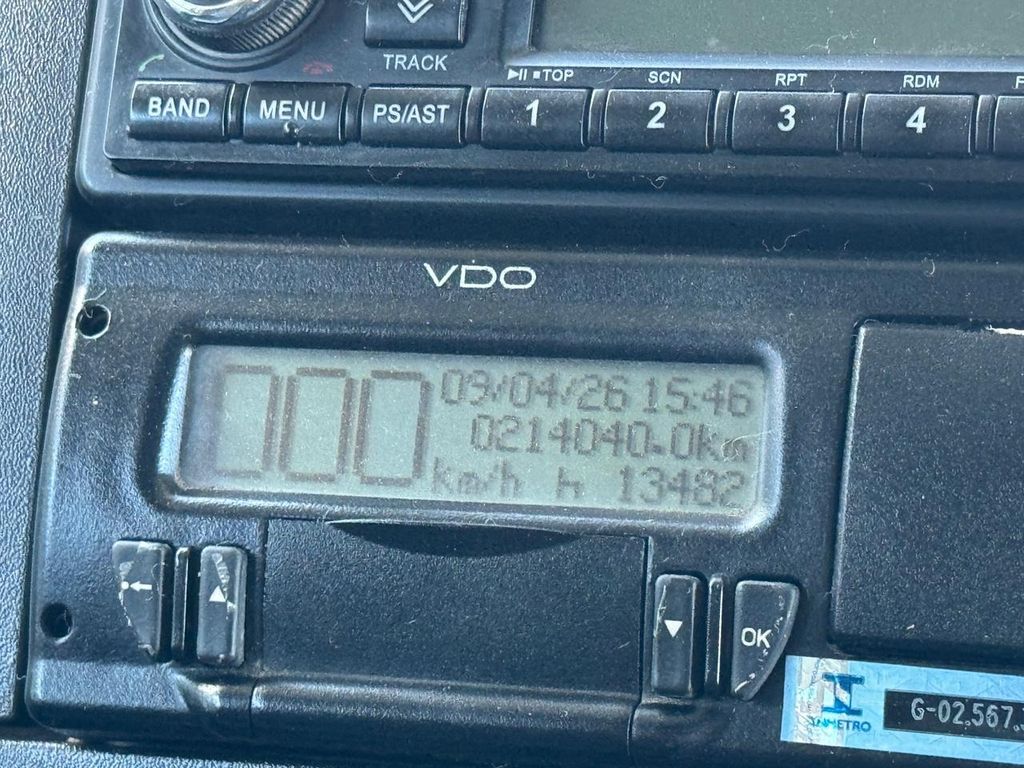 TRACK
TOP SCN RPT RDM
BAND MENU PS/AST 1 2 3 4
VDO
000 09/04/26 15:46
0214040.0km
km/h 13482
OK
INMETRO
G-02.567.